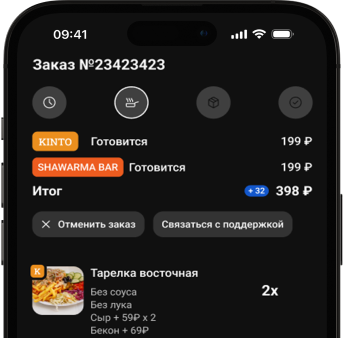 09:41
Заказ №23423423
KINTO Готовится 199 ₽
SHAWARMA BAR Готовится 199 ₽
Итог + 32 398 ₽
Отменить заказ Связаться с поддержкой
K Тарелка восточная
Без соуса 2x
Без лука
Сыр + 59₽ x 2
Бекон + 69₽